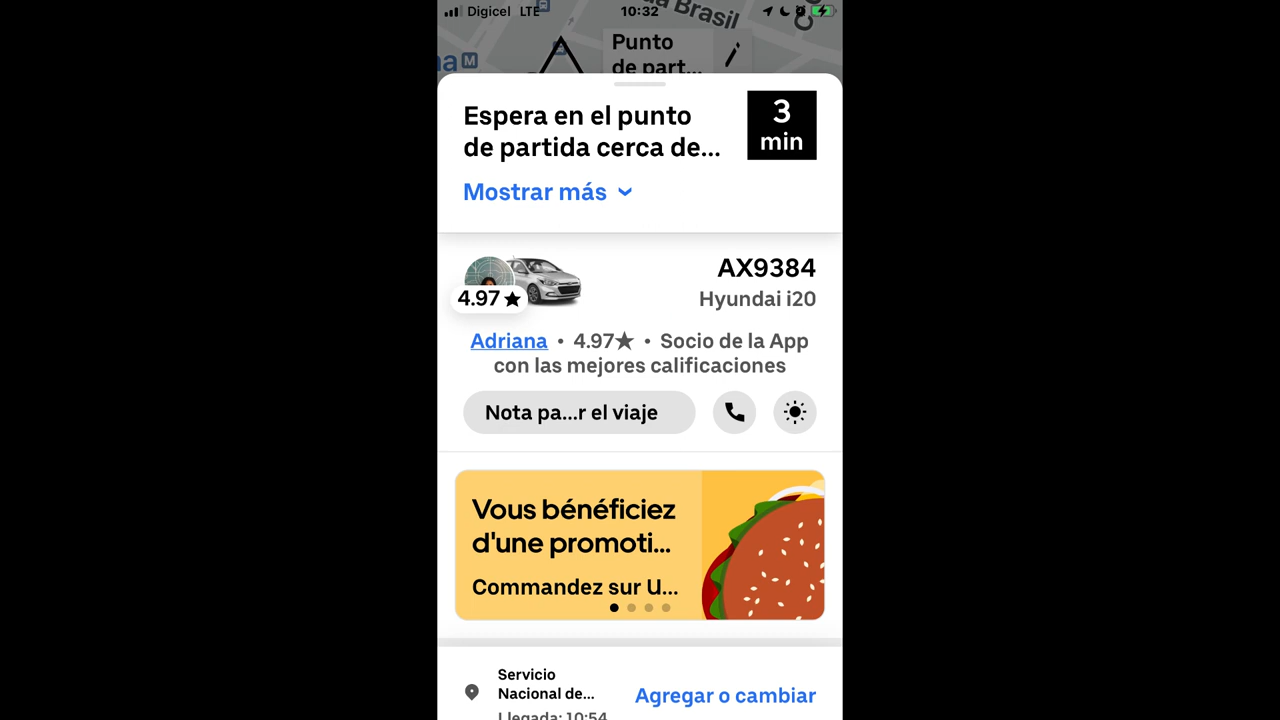 Digicel LTE 10:32
da Brasil
na M
Punto
de part...
Espera en el punto
de partida cerca de...
3
min
Mostrar más
AX9384
4.97★
Hyundai i20
Adriana • 4.97★ • Socio de la App
con las mejores calificaciones
Nota pa...r el viaje
Vous bénéficiez
d'une promoti...
Commandez sur U...
Servicio
Nacional de...
Agregar o cambiar
Llegada: 10:54